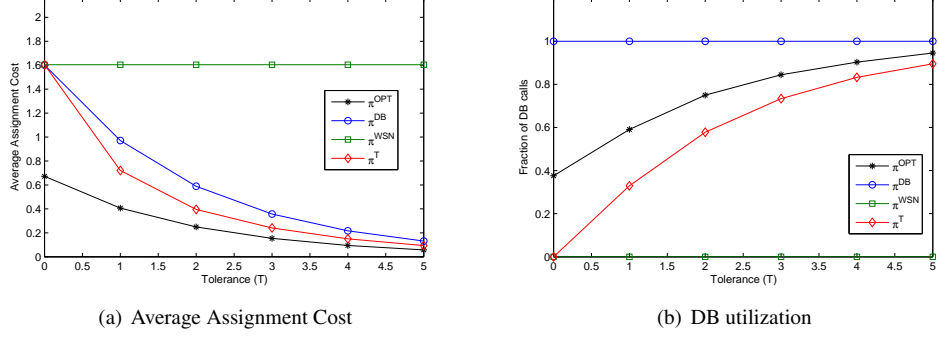 2
1.8
1.6
1.4
1.2
1
0.8
0.6
0.4
0.2
0
0 0.5 1 1.5 2 2.5 3 3.5 4 4.5 5
Tolerance (T)
Average Assignment Cost
π^OPT
π^DB
π^WSN
π^T
(a) Average Assignment Cost
1
0.8
0.6
0.4
0.2
0
0 0.5 1 1.5 2 2.5 3 3.5 4 4.5 5
Tolerance (T)
Fraction of DB calls
π^OPT
π^DB
π^WSN
π^T
(b) DB utilization